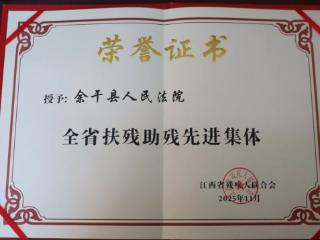 荣誉证书
授予:余干县人民法院
全省扶残助残先进集体
江西省残疾人联合会
2025年11月